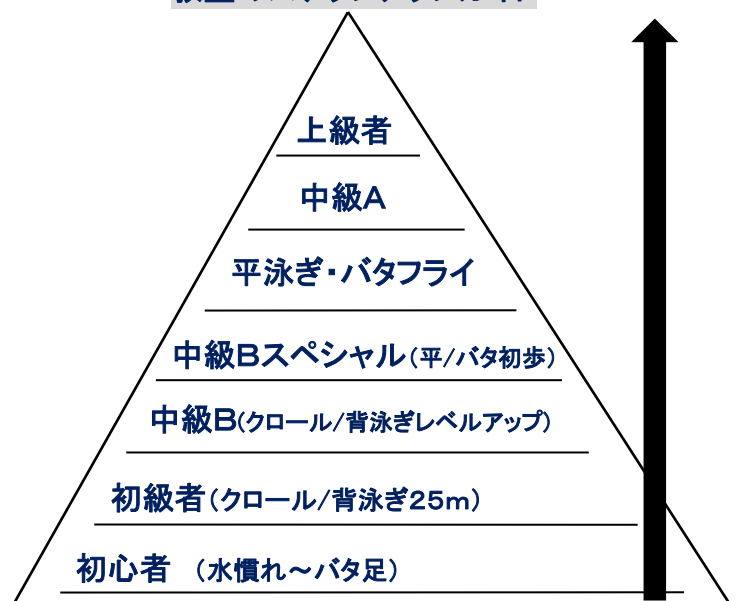 上級者
中級A
平泳ぎ・バタフライ
中級Bスペシャル(平/バタ初歩)
中級B(クロール/背泳ぎレベルアップ)
初級者(クロール/背泳ぎ25m)
初心者 (水慣れ～バタ足)